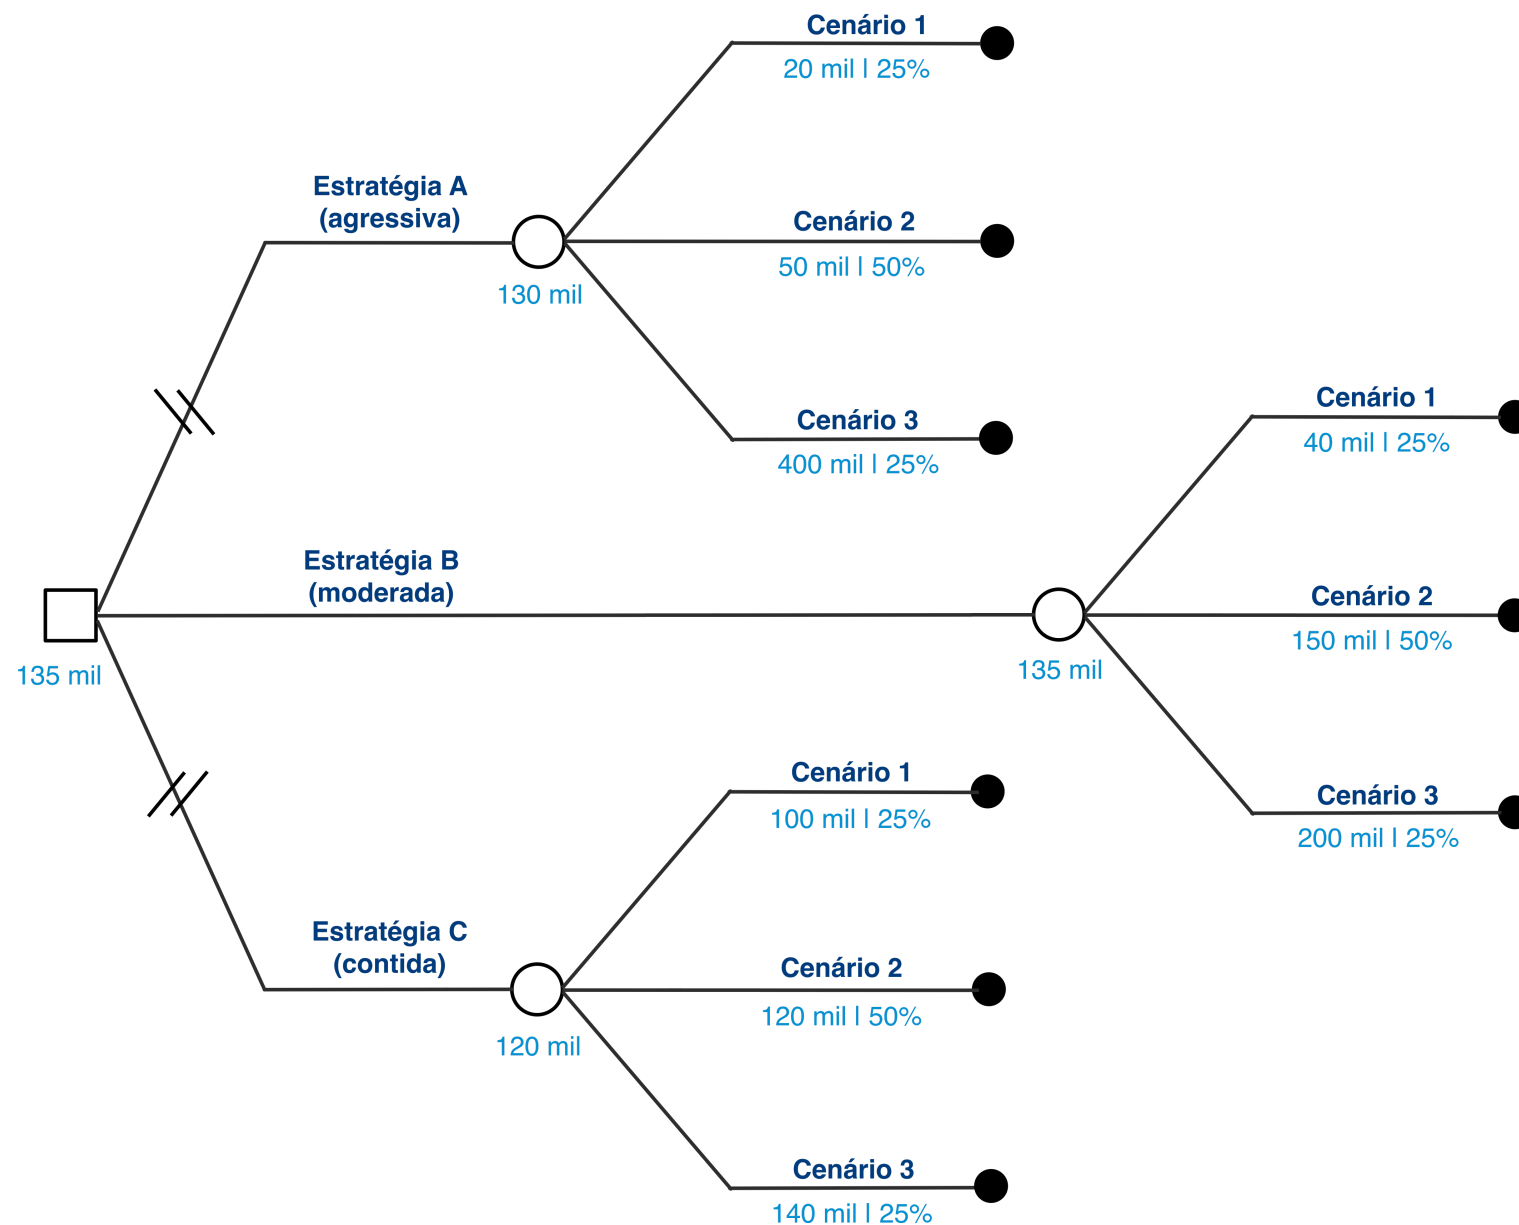 Cenário 1
20 mil | 25%
Estratégia A
(agressiva)
130 mil
Cenário 2
50 mil | 50%
Cenário 3
400 mil | 25%
Estratégia B
(moderada)
135 mil
135 mil
Cenário 1
40 mil | 25%
Cenário 2
150 mil | 50%
Cenário 3
200 mil | 25%
Estratégia C
(contida)
120 mil
Cenário 1
100 mil | 25%
Cenário 2
120 mil | 50%
Cenário 3
140 mil | 25%